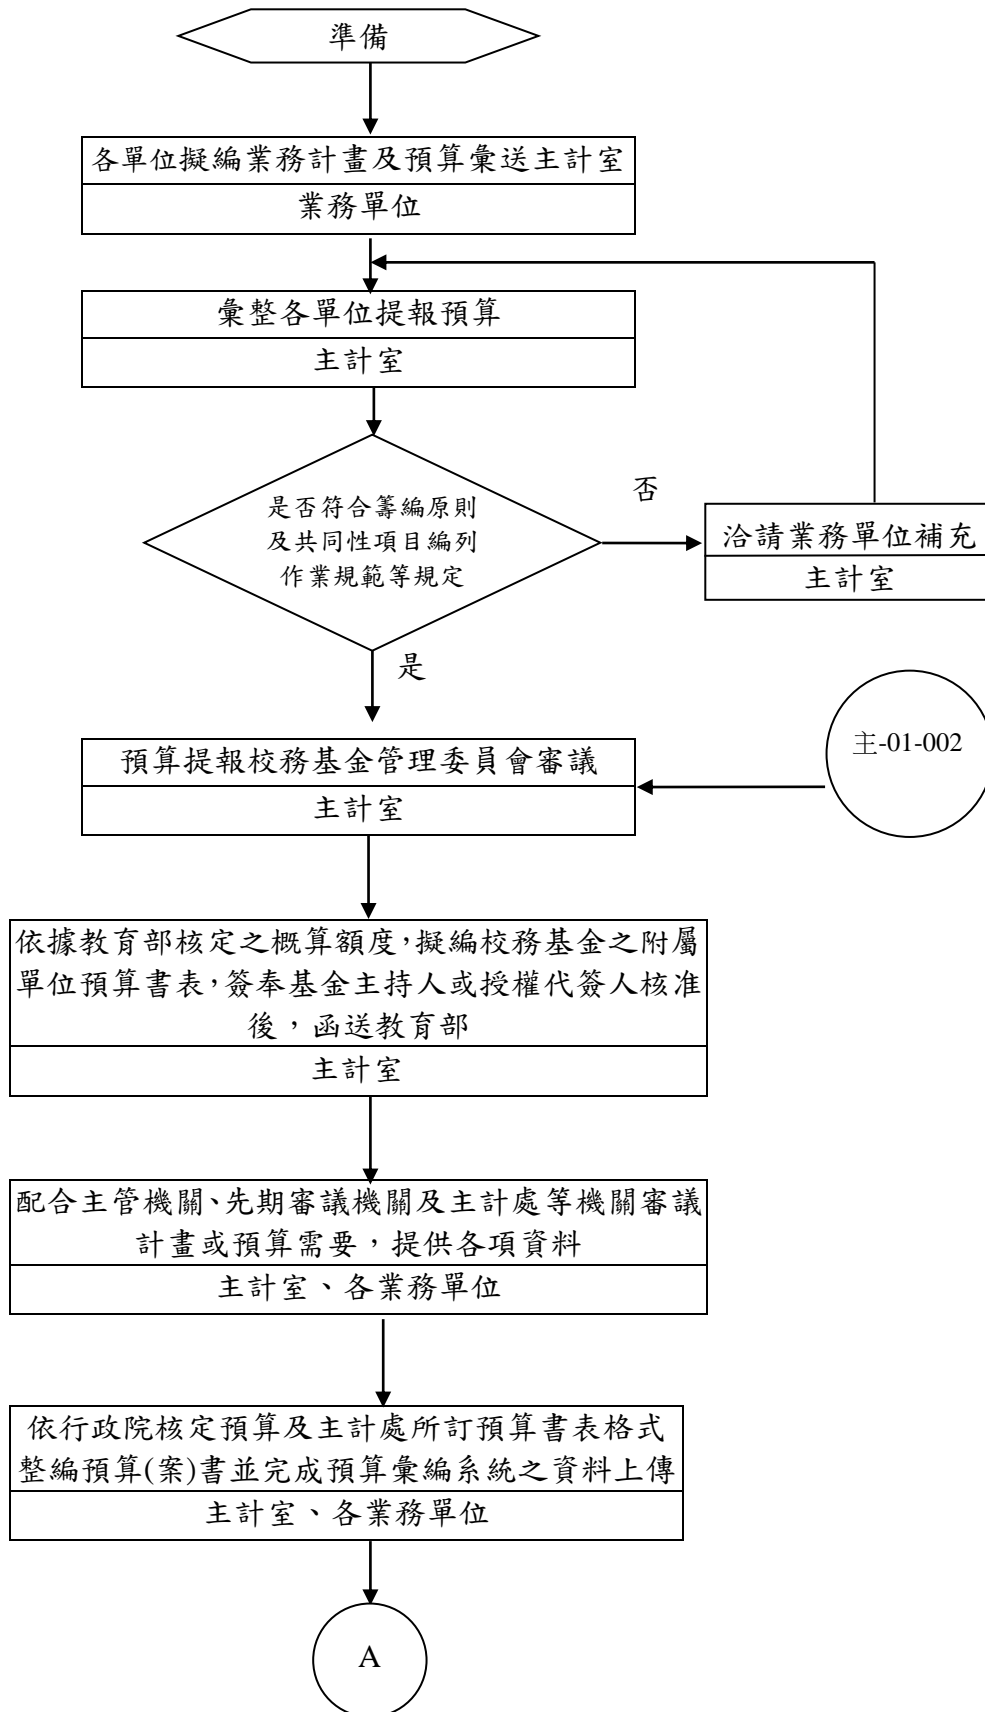 準備
各單位擬編業務計畫及預算彙送主計室
業務單位
彙整各單位提報預算
主計室
是否符合籌編原則
及共同性項目編列
作業規範等規定
否
洽請業務單位補充
主計室
是
主-01-002
預算提報校務基金管理委員會審議
主計室
依據教育部核定之概算額度，擬編校務基金之附屬
單位預算書表，簽奉基金主持人或授權代簽人核准
後，函送教育部
主計室
配合主管機關、先期審議機關及主計處等機關審議
計畫或預算需要，提供各項資料
主計室、各業務單位
依行政院核定預算及主計處所訂預算書表格式
整編預算(案)書並完成預算彙編系統之資料上傳
主計室、各業務單位
A